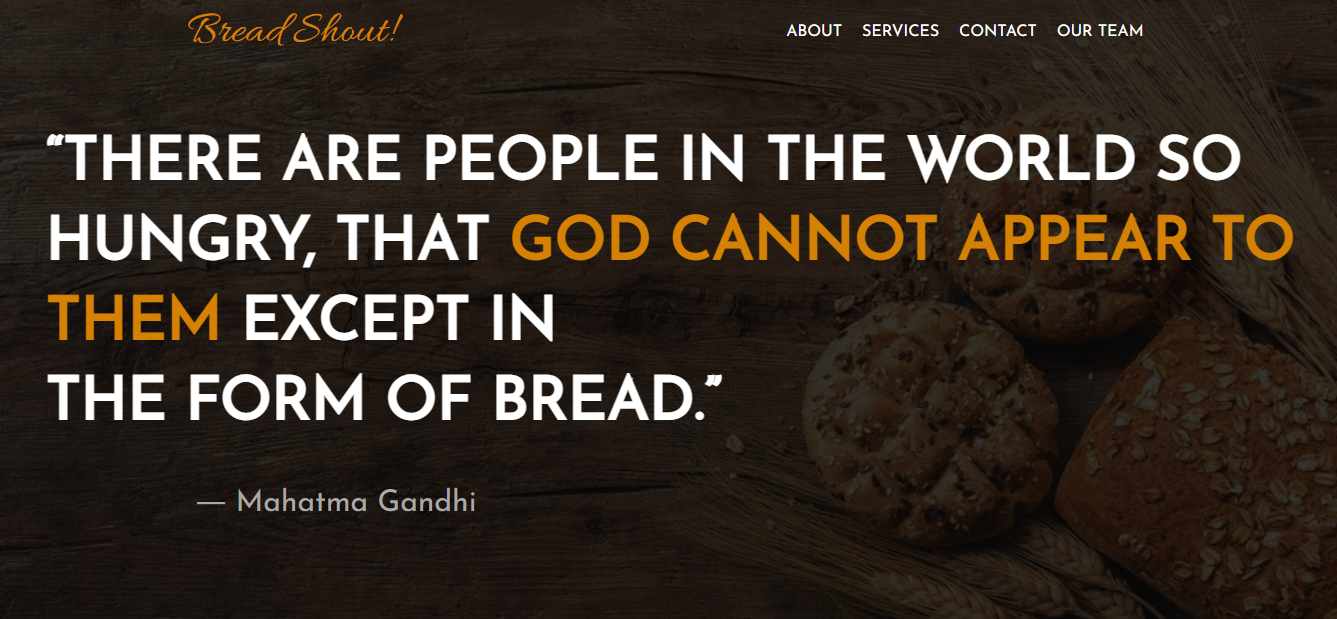 Bread Shout!
ABOUT SERVICES CONTACT OUR TEAM
“THERE ARE PEOPLE IN THE WORLD SO
HUNGRY, THAT GOD CANNOT APPEAR TO
THEM EXCEPT IN
THE FORM OF BREAD.”
— Mahatma Gandhi